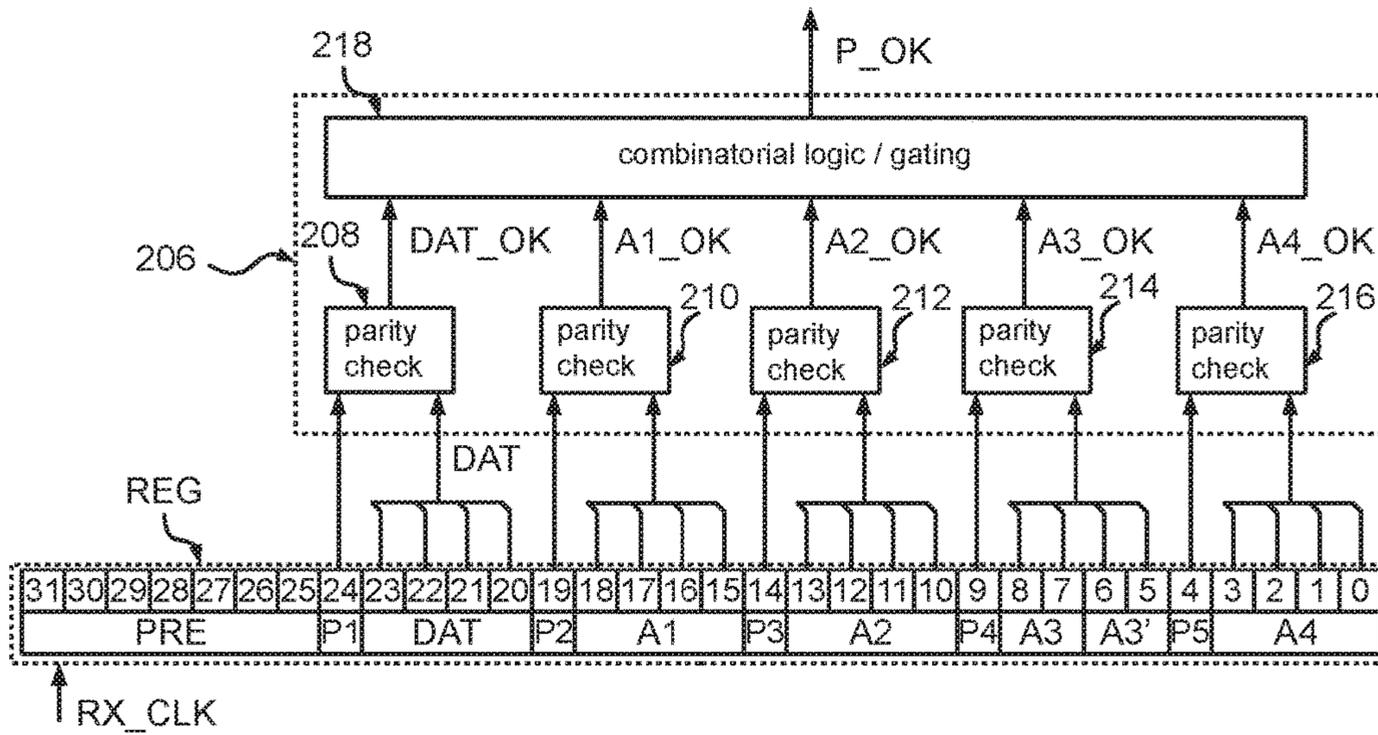 218
P_OK
combinatorial logic / gating
206
208
DAT_OK
A1_OK
A2_OK
A3_OK
A4_OK
210
212
214
216
parity check
parity check
parity check
parity check
parity check
DAT
REG
31 30 29 28 27 26 25 24 23 22 21 20 19 18 17 16 15 14 13 12 11 10 9 8 7 6 5 4 3 2 1 0
PRE P1 DAT P2 A1 P3 A2 P4 A3 A3' P5 A4
RX_CLK